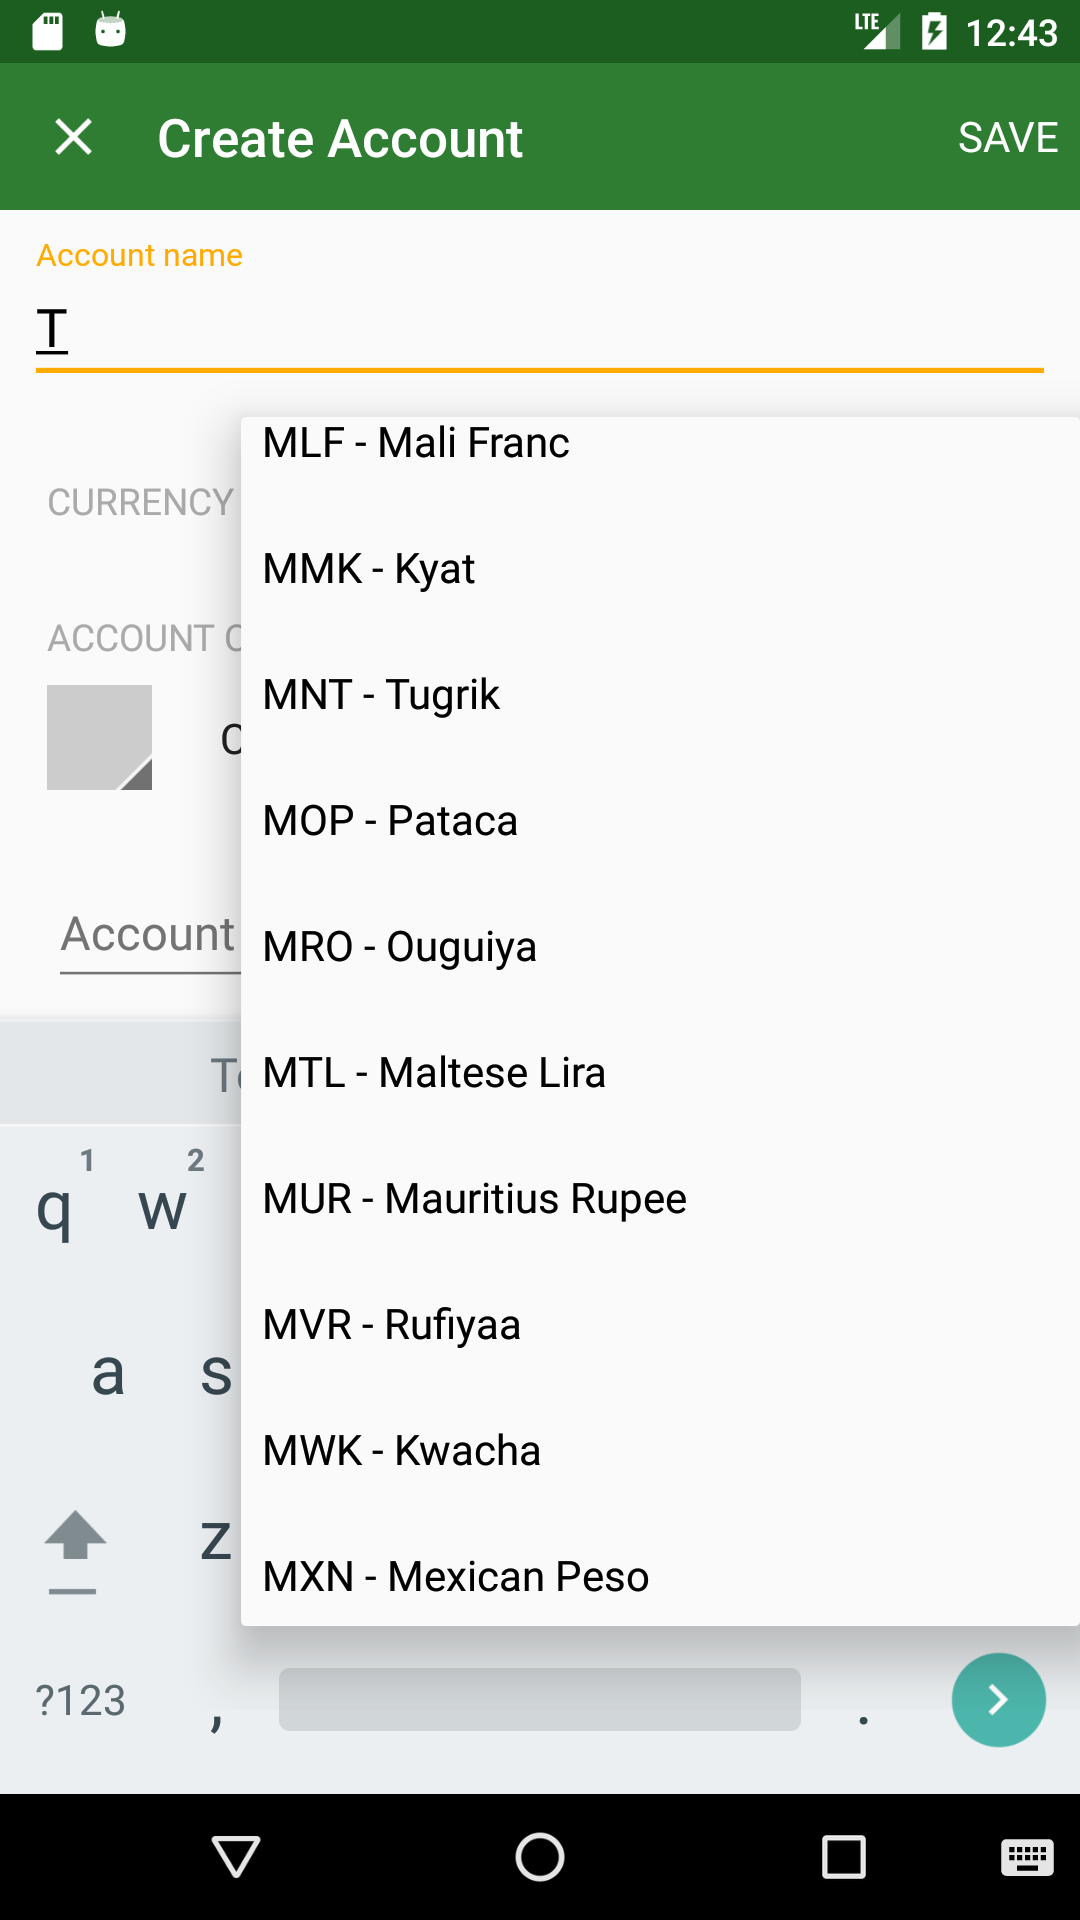 LTE 12:43
Create Account SAVE
Account name
T
MLF - Mali Franc
CURRENCY
MMK - Kyat
ACCOUNT
MNT - Tugrik
MOP - Pataca
Account
MRO - Ouguiya
MTL - Maltese Lira
1 2
q w
MUR - Mauritius Rupee
MVR - Rufiyaa
a s
MWK - Kwacha
z
MXN - Mexican Peso
?123 , .